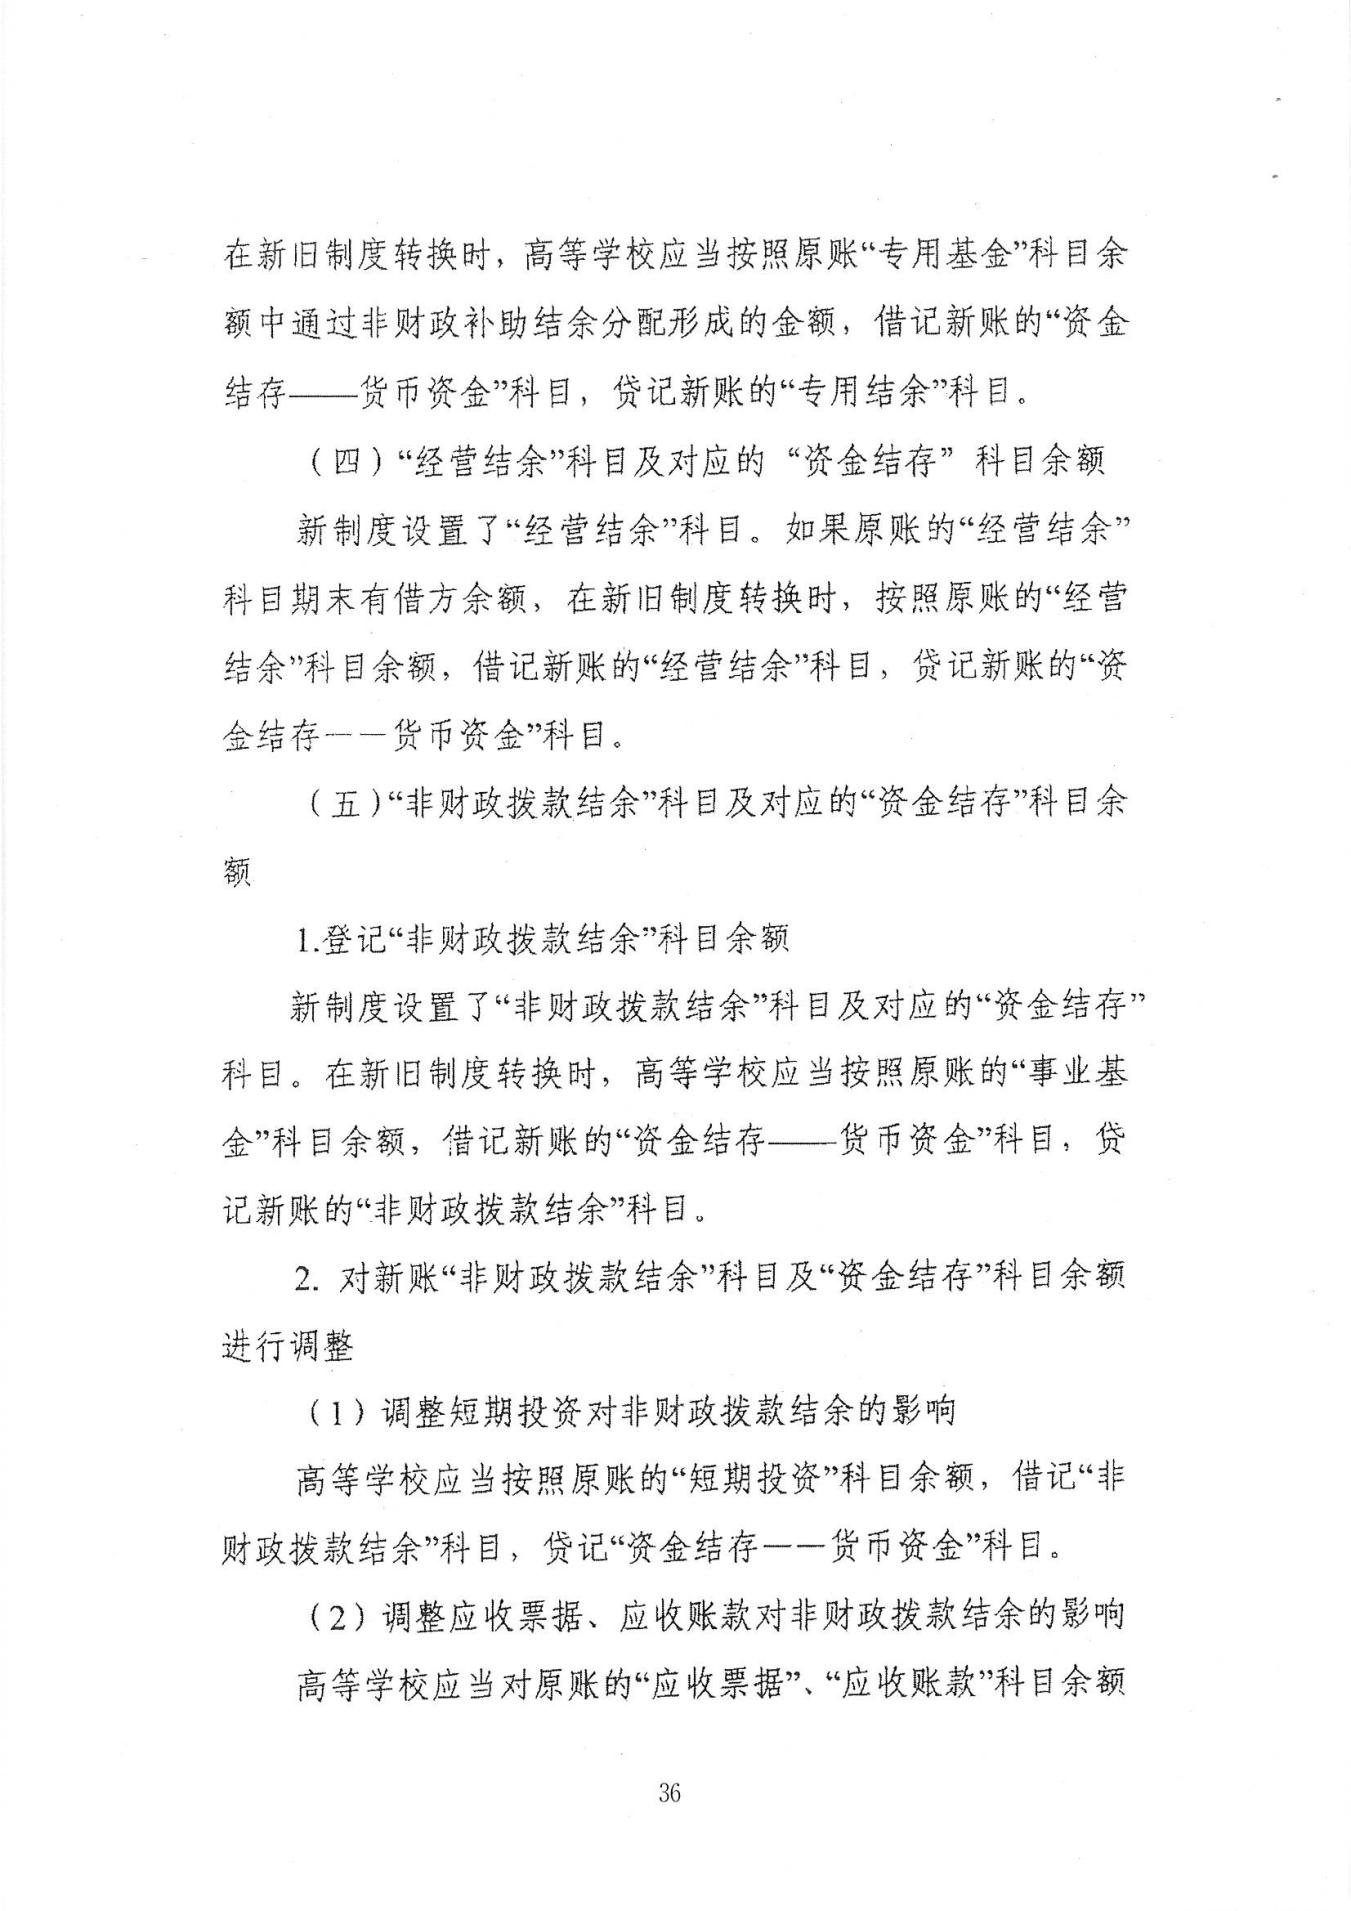 在新旧制度转换时，高等学校应当按照原账“专用基金”科目余
额中通过非财政补助结余分配形成的金额，借记新账的“资金
结存——货币资金”科目，贷记新账的“专用结余”科目。
（四）“经营结余”科目及对应的 “资金结存” 科目余额
新制度设置了“经营结余”科目。如果原账的“经营结余”
科目期末有借方余额，在新旧制度转换时，按照原账的“经营
结余”科目余额，借记新账的“经营结余”科目，贷记新账的“资
金结存——货币资金”科目。
（五）“非财政拨款结余”科目及对应的“资金结存”科目余
额
1.登记“非财政拨款结余”科目余额
新制度设置了“非财政拨款结余”科目及对应的“资金结存”
科目。在新旧制度转换时，高等学校应当按照原账的“事业基
金”科目余额，借记新账的“资金结存——货币资金”科目，贷
记新账的“非财政拨款结余”科目。
2. 对新账“非财政拨款结余”科目及“资金结存”科目余额
进行调整
（1）调整短期投资对非财政拨款结余的影响
高等学校应当按照原账的“短期投资”科目余额，借记“非
财政拨款结余”科目，贷记“资金结存——货币资金”科目。
（2）调整应收票据、应收账款对非财政拨款结余的影响
高等学校应当对原账的“应收票据”、“应收账款”科目余额
36